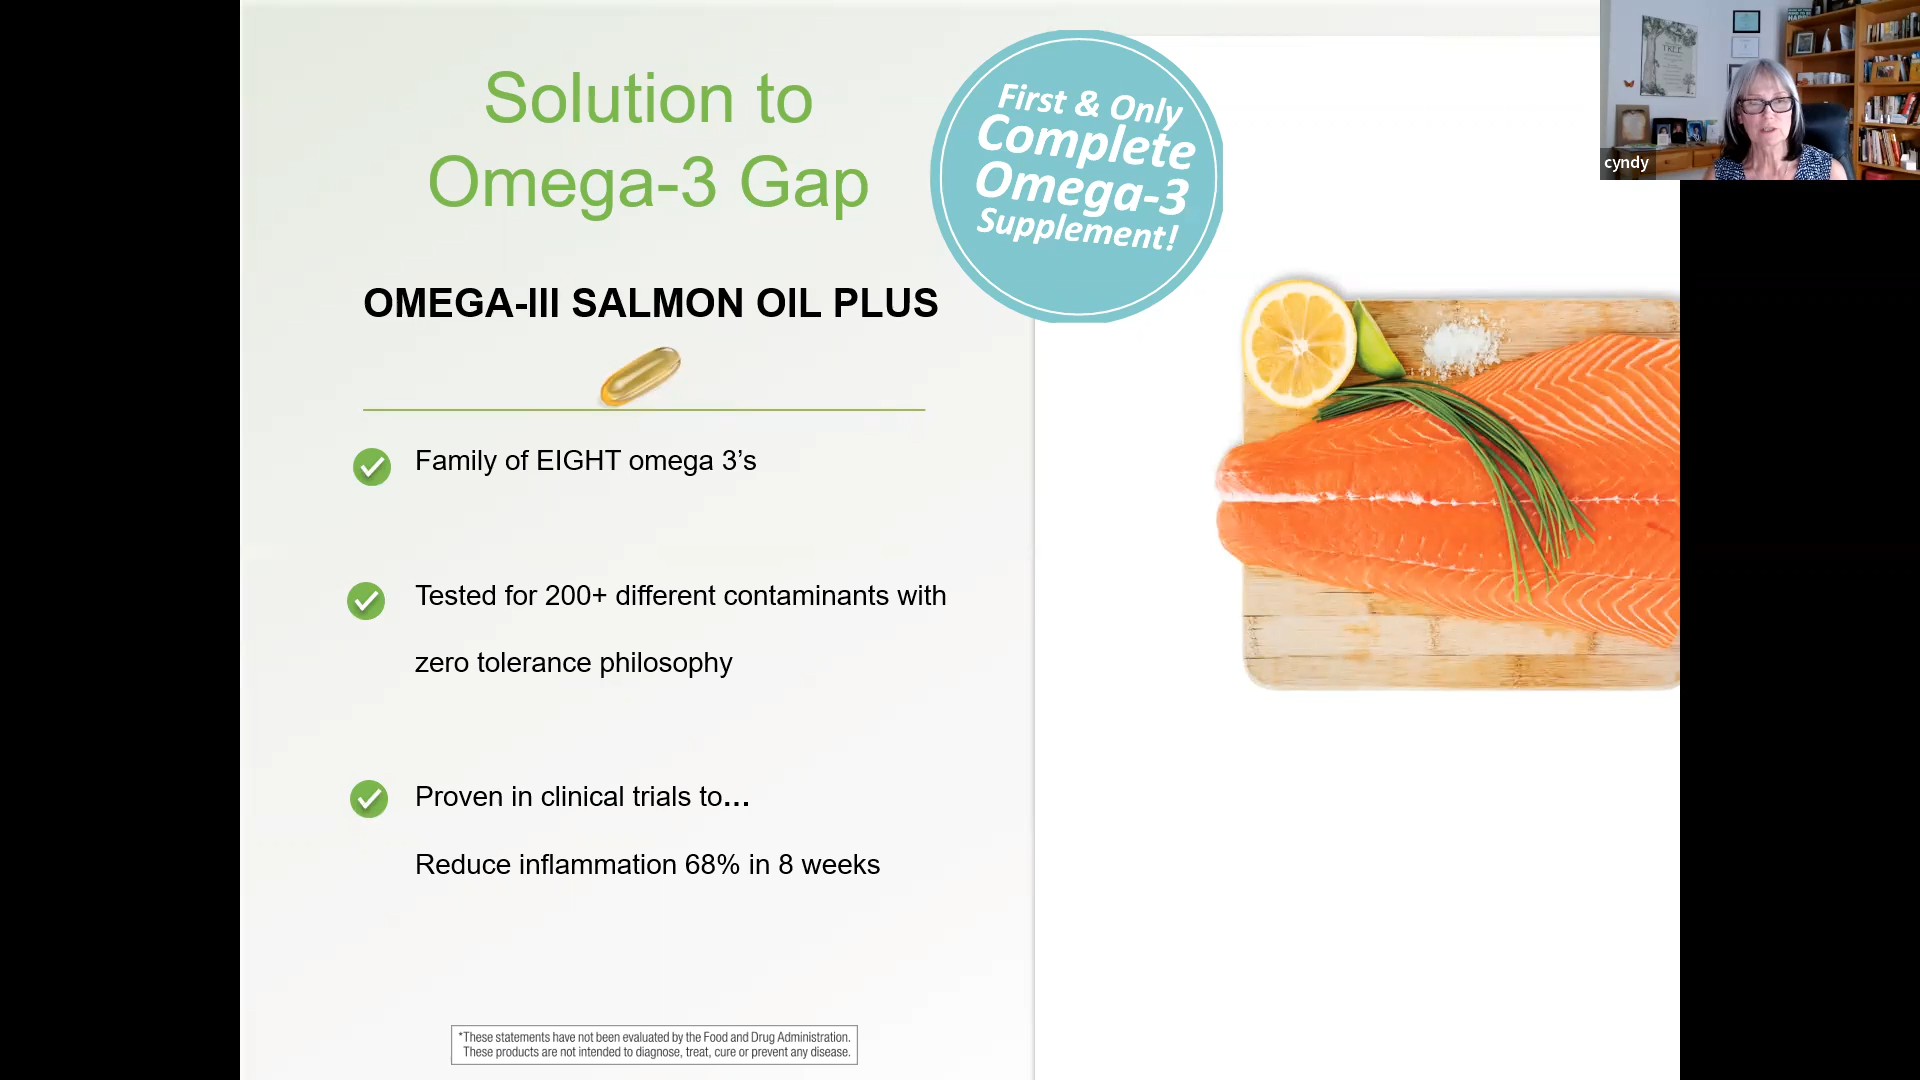 Solution to
Omega-3 Gap
First & Only
Complete
Omega-3
Supplement!
OMEGA-III SALMON OIL PLUS
Family of EIGHT omega 3’s
Tested for 200+ different contaminants with
zero tolerance philosophy
Proven in clinical trials to…
Reduce inflammation 68% in 8 weeks
*These statements have not been evaluated by the Food and Drug Administration.
These products are not intended to diagnose, treat, cure or prevent any disease.
TREE
cyndy